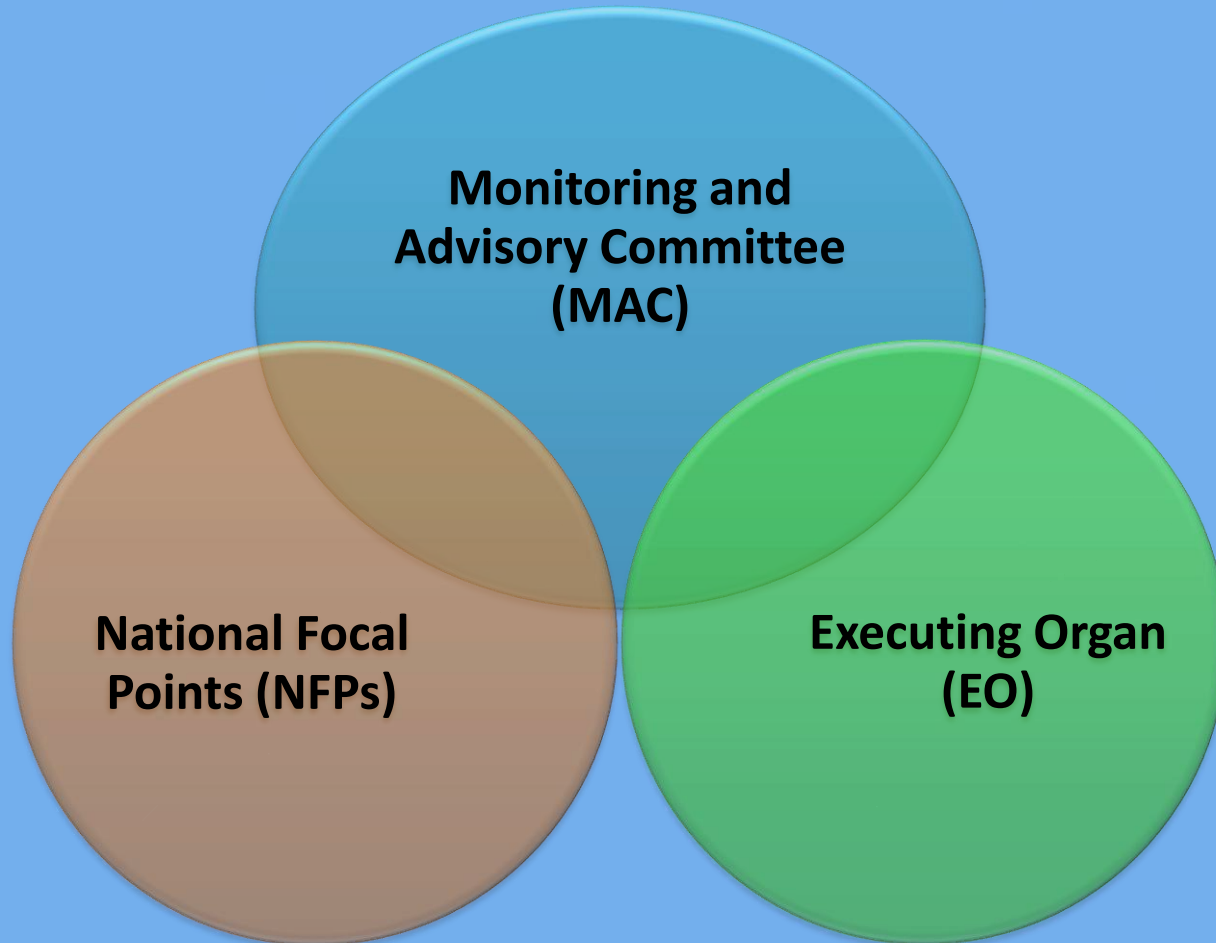 Monitoring and
Advisory Committee
(MAC)
National Focal
Points (NFPs)
Executing Organ
(EO)